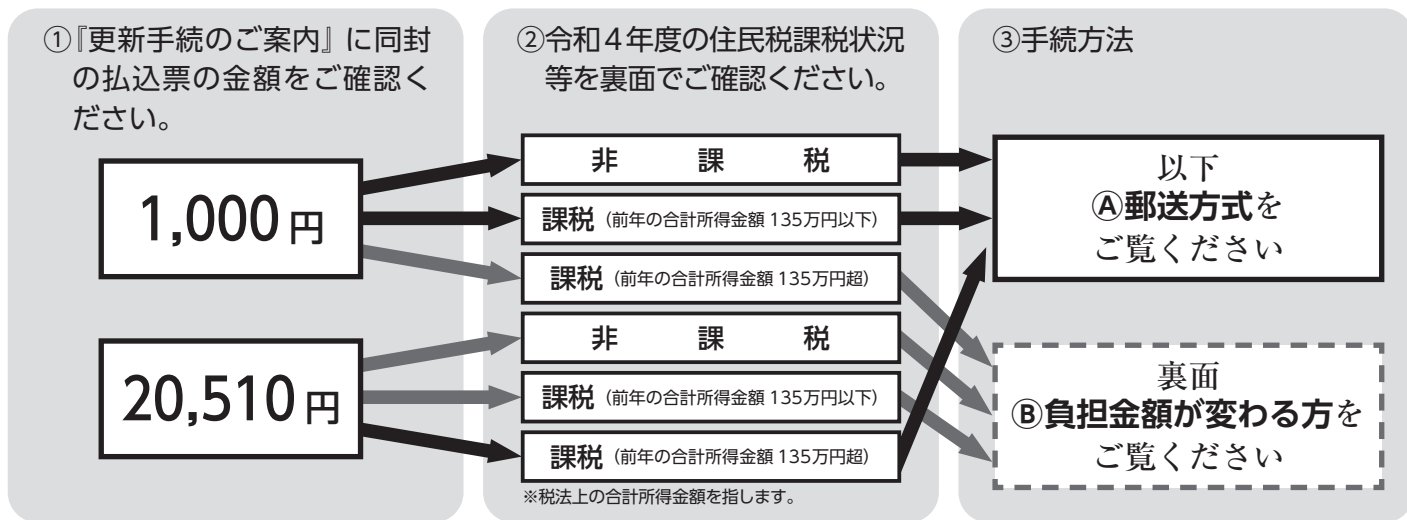 ①『更新手続のご案内』に同封
の払込票の金額をご確認く
ださい。
1,000円
20,510円
②令和４年度の住民税課税状況
等を裏面でご確認ください。
非課税
課税（前年の合計所得金額 135万円以下）
課税（前年の合計所得金額 135万円超）
非課税
課税（前年の合計所得金額 135万円以下）
課税（前年の合計所得金額 135万円超）
※税法上の合計所得金額を指します。
③手続方法
以下
Ⓐ郵送方式を
ご覧ください
裏面
Ⓑ負担金額が変わる方を
ご覧ください